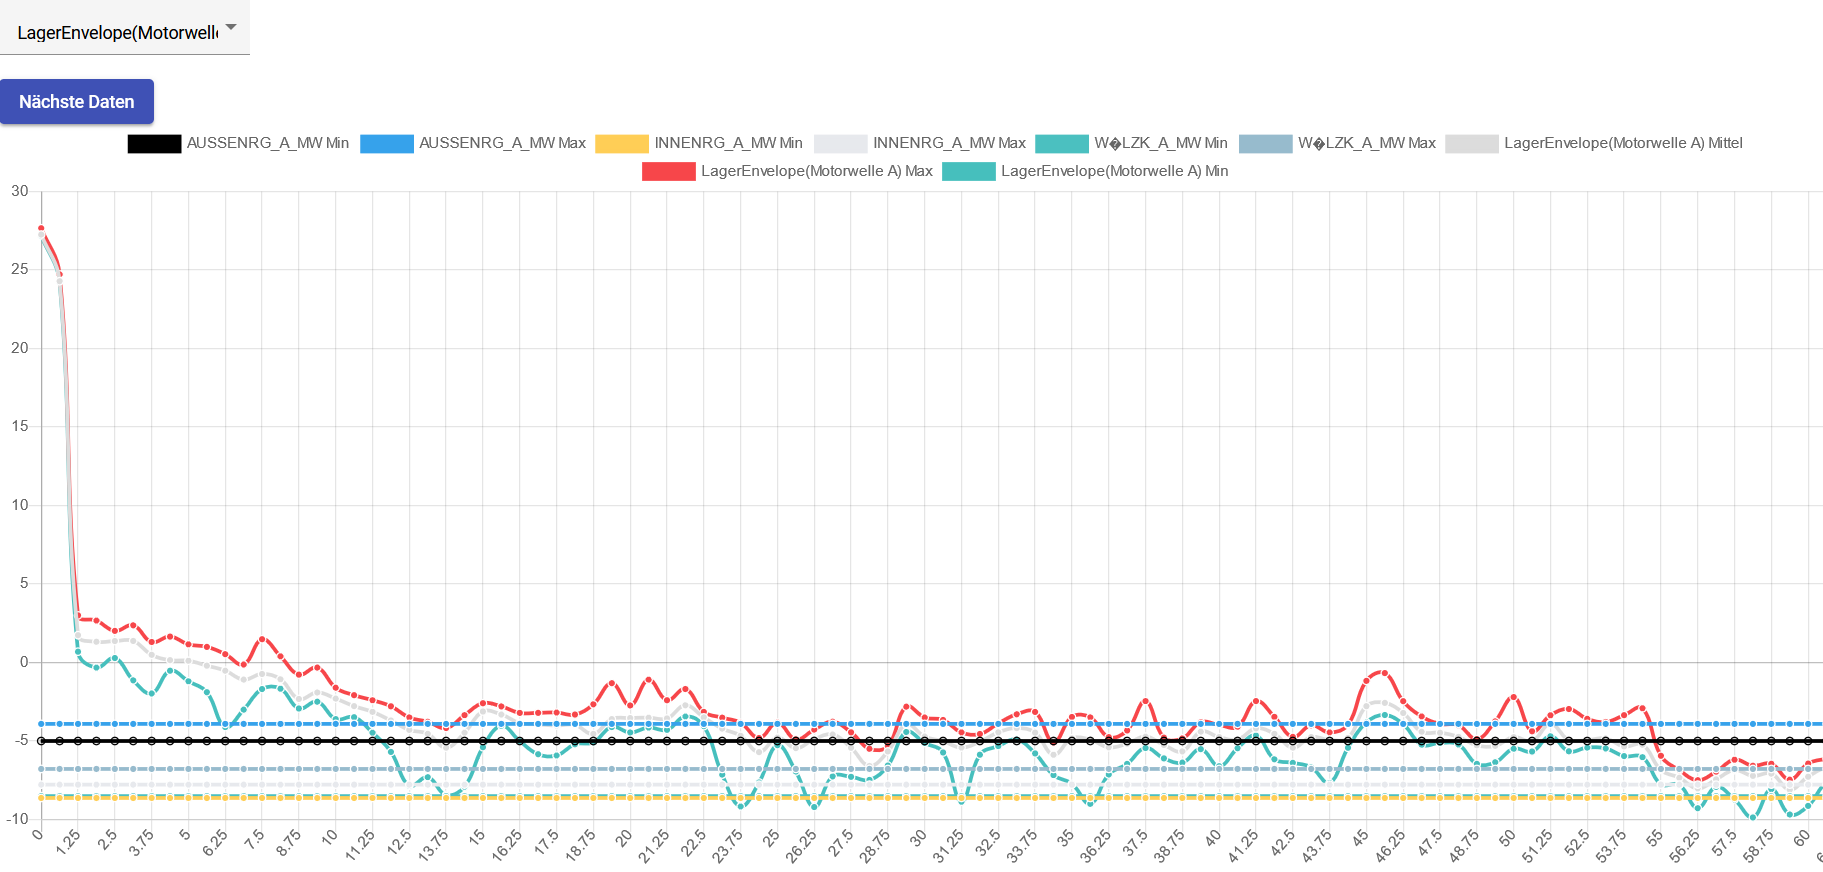 LagerEnvelope(Motorwell
Nächste Daten
AUSSENRG_A_MW Min AUSSENRG_A_MW Max INNENRG_A_MW Min INNENRG_A_MW Max W�LZK_A_MW Min W�LZK_A_MW Max LagerEnvelope(Motorwelle A) Mittel
LagerEnvelope(Motorwelle A) Max LagerEnvelope(Motorwelle A) Min
30
25
20
15
10
5
0
-5
-10
0 1.25 2.5 3.75 5 6.25 7.5 8.75 10 11.25 12.5 13.75 15 16.25 17.5 18.75 20 21.25 22.5 23.75 25 26.25 27.5 28.75 30 31.25 32.5 33.75 35 36.25 37.5 38.75 40 41.25 42.5 43.75 45 46.25 47.5 48.75 50 51.25 52.5 53.75 55 56.25 57.5 58.75 60